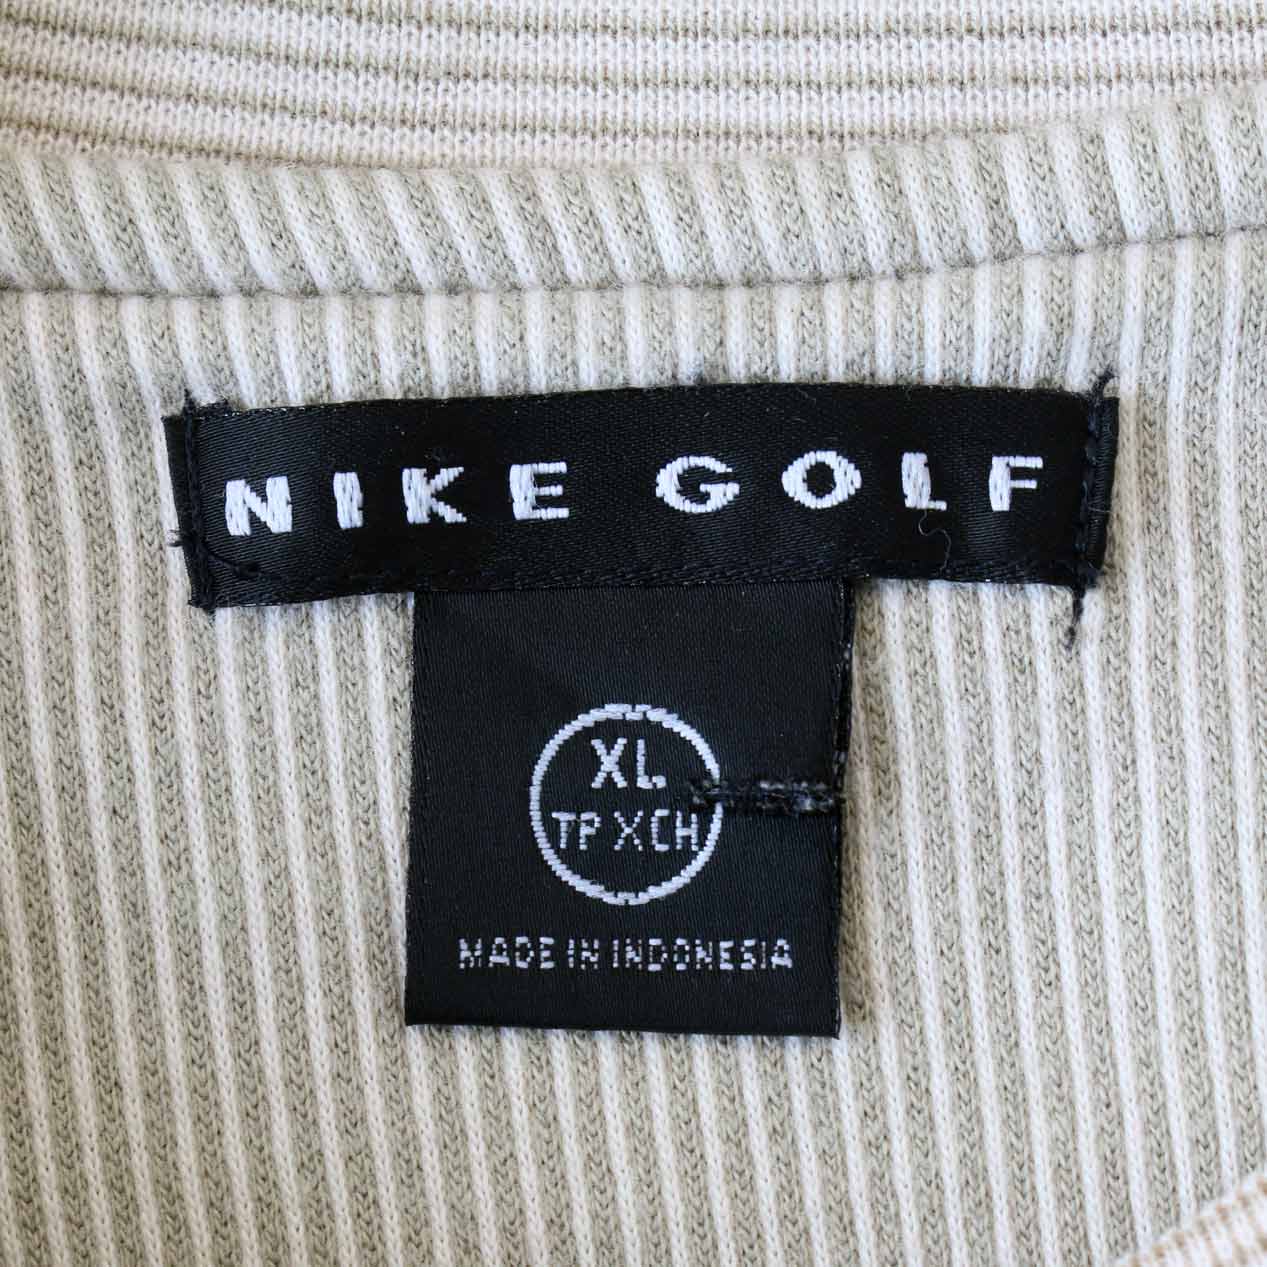 NIKE GOLF
XL
TP XCH
MADE IN INDONESIA